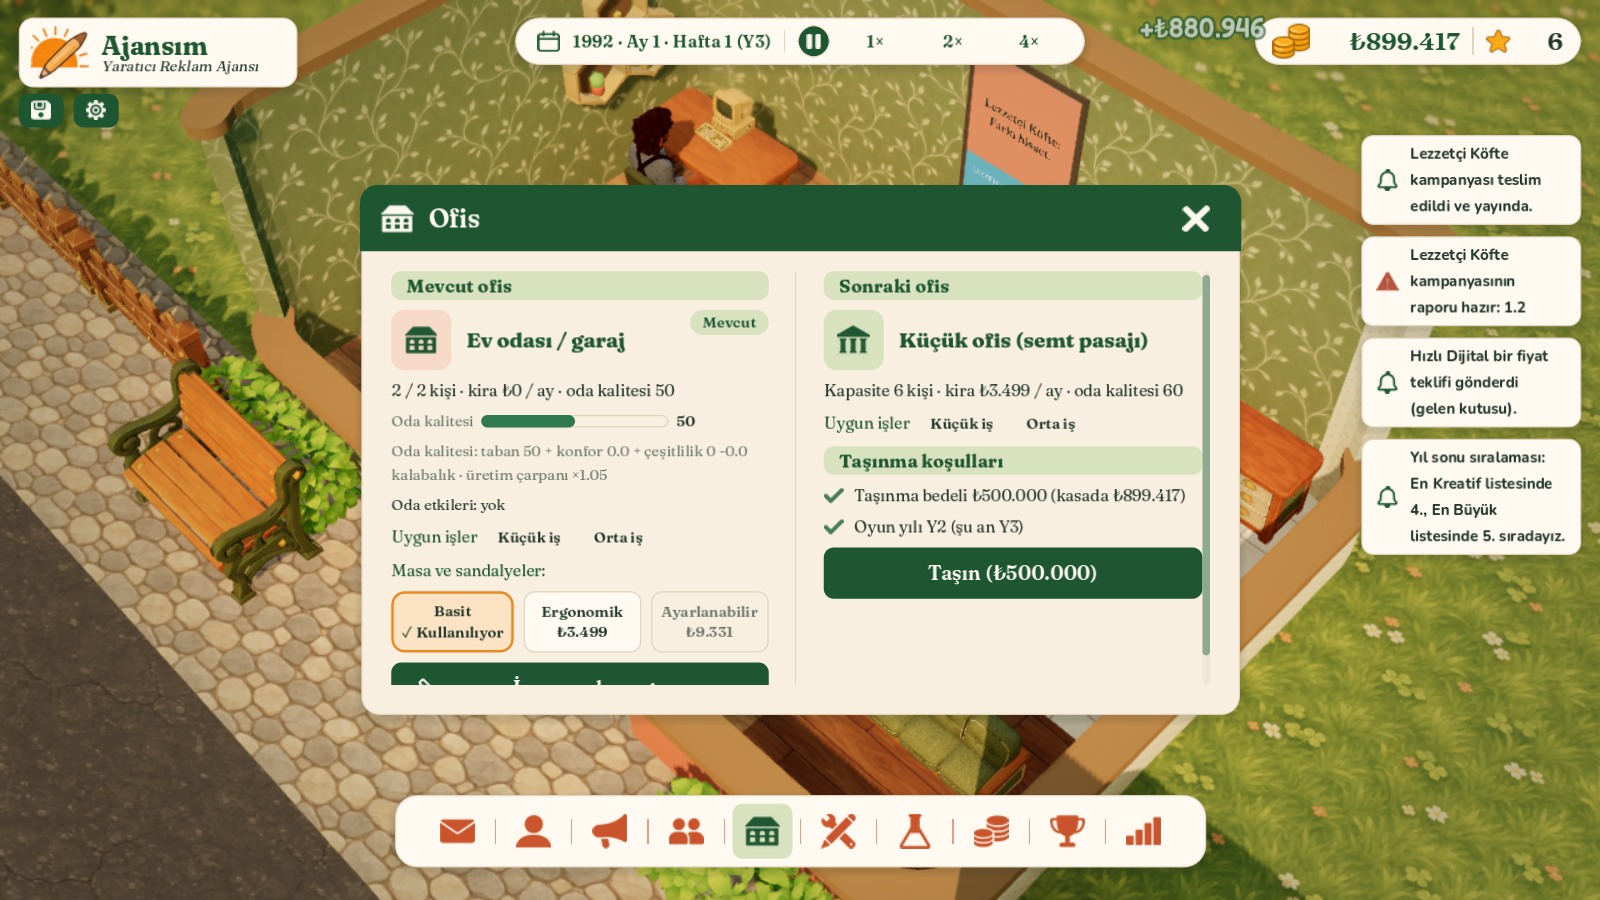 Ajansım
Yaratıcı Reklam Ajansı
1992 · Ay 1 · Hafta 1 (Y3)
1×
2×
4×
+₺880.946
₺899.417
6
Lezzetçi Köfte:
Farkı hisset.
Lezzetçi Köfte
kampanyası teslim
edildi ve yayında.
Lezzetçi Köfte
kampanyasının
raporu hazır: 1.2
Hızlı Dijital bir fiyat
teklifi gönderdi
(gelen kutusu).
Yıl sonu sıralaması:
En Kreatif listesinde
4., En Büyük
listesinde 5. sıradayız.
Ofis
Mevcut ofis
Ev odası / garaj
Mevcut
2 / 2 kişi · kira ₺0 / ay · oda kalitesi 50
Oda kalitesi
50
Oda kalitesi: taban 50 + konfor 0.0 + çeşitlilik 0 -0.0
kalabalık · üretim çarpanı ×1.05
Oda etkileri: yok
Uygun işler Küçük iş Orta iş
Masa ve sandalyeler:
Basit
✓ Kullanılıyor
Ergonomik
₺3.499
Ayarlanabilir
₺9.331
Sonraki ofis
Küçük ofis (semt pasajı)
Kapasite 6 kişi · kira ₺3.499 / ay · oda kalitesi 60
Uygun işler Küçük iş Orta iş
Taşınma koşulları
Taşınma bedeli ₺500.000 (kasada ₺899.417)
Oyun yılı Y2 (şu an Y3)
Taşın (₺500.000)